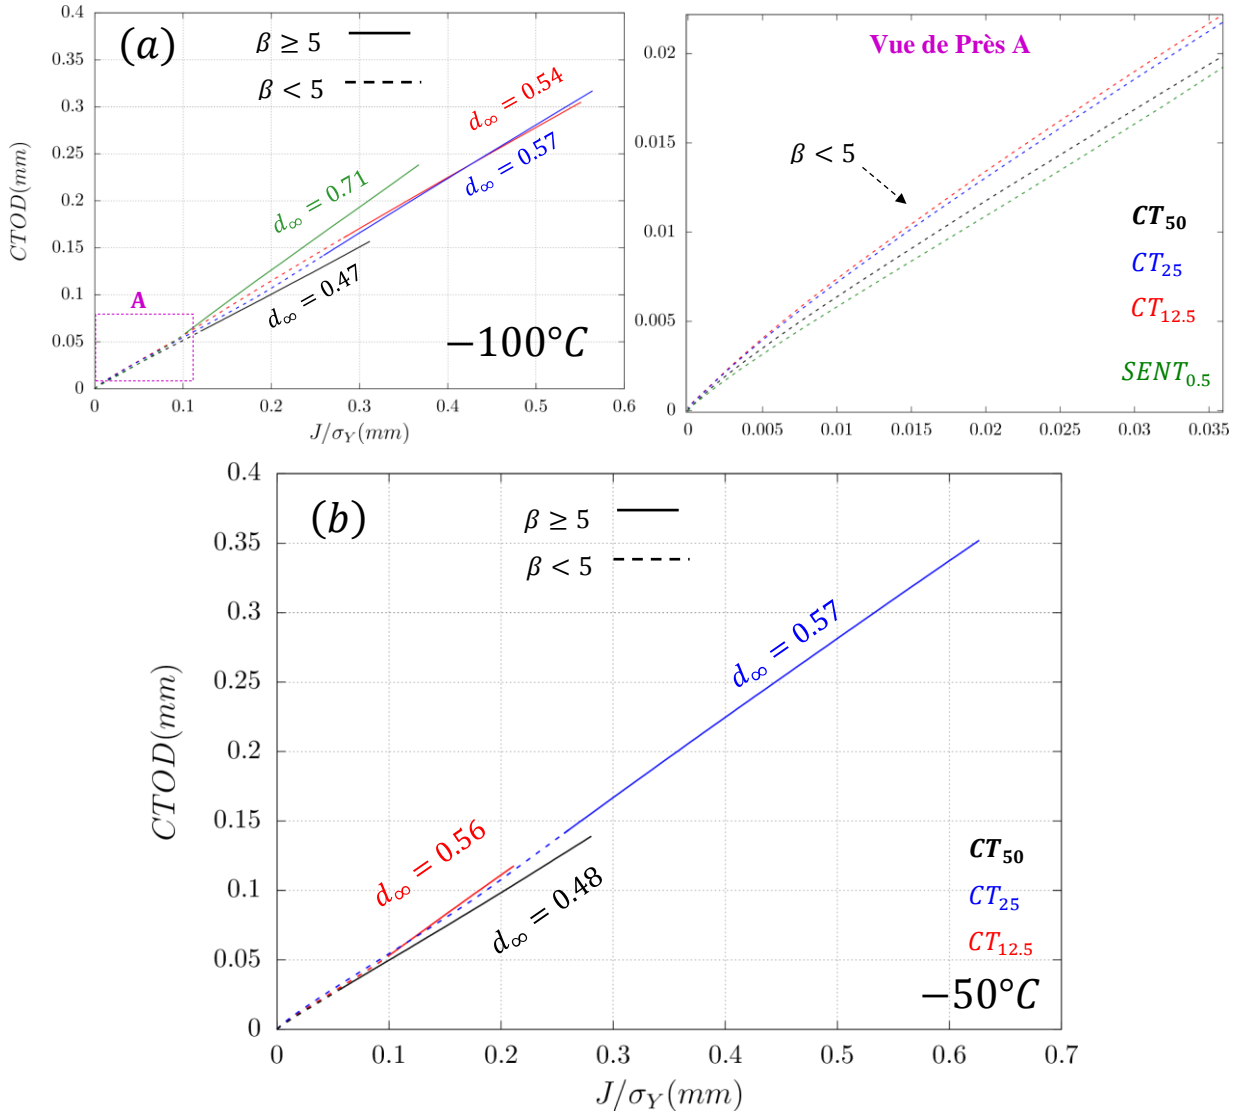 (a)
β ≥ 5
β < 5
d∞ = 0.54
d∞ = 0.57
d∞ = 0.71
d∞ = 0.47
A
−100°C
CTOD(mm)
0.4
0.35
0.3
0.25
0.2
0.15
0.1
0.05
0
0 0.1 0.2 0.3 0.4 0.5 0.6
J/σY(mm)
Vue de Près A
β < 5
CT50
CT25
CT12.5
SENT0.5
0.02
0.015
0.01
0.005
0
0 0.005 0.01 0.015 0.02 0.025 0.03 0.035
(b)
β ≥ 5
β < 5
d∞ = 0.57
d∞ = 0.56
d∞ = 0.48
CT50
CT25
CT12.5
−50°C
CTOD(mm)
0.4
0.35
0.3
0.25
0.2
0.15
0.1
0.05
0
0 0.1 0.2 0.3 0.4 0.5 0.6 0.7
J/σY(mm)